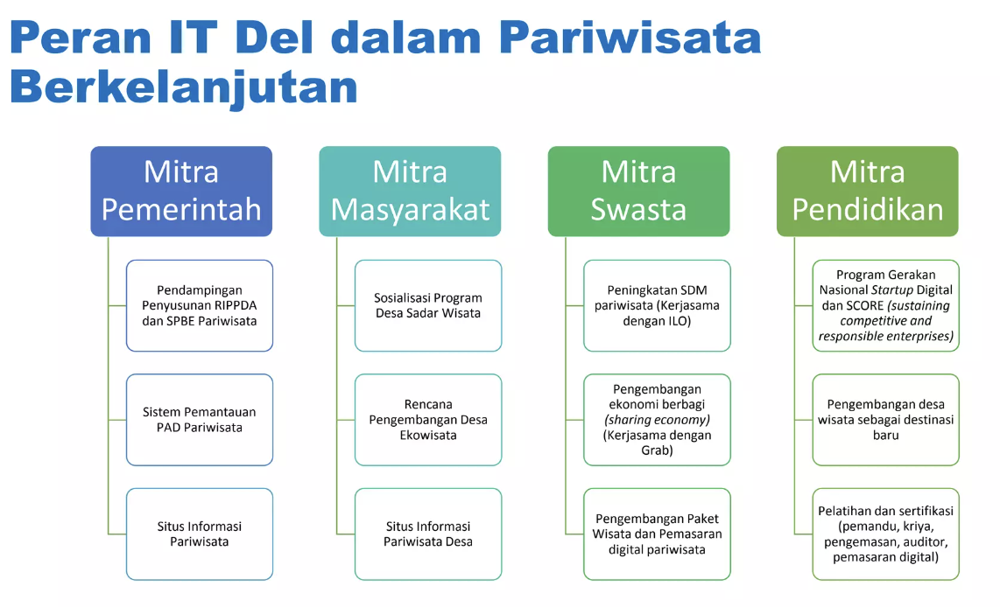 Peran IT Del dalam Pariwisata
Berkelanjutan
Mitra
Pemerintah
Pendampingan
Penyusunan RIPPDA
dan SPBE Pariwisata
Sistem Pemantauan
PAD Pariwisata
Situs Informasi
Pariwisata
Mitra
Masyarakat
Sosialisasi Program
Desa Sadar Wisata
Rencana
Pengembangan Desa
Ekowisata
Situs Informasi
Pariwisata Desa
Mitra
Swasta
Peningkatan SDM
pariwisata (Kerjasama
dengan ILO)
Pengembangan
ekonomi berbagi
(sharing economy)
(Kerjasama dengan
Grab)
Pengembangan Paket
Wisata dan Pemasaran
digital pariwisata
Mitra
Pendidikan
Program Gerakan
Nasional Startup Digital
dan SCORE (sustaining
competitive and
responsible enterprises)
Pengembangan desa
wisata sebagai destinasi
baru
Pelatihan dan sertifikasi
(pemandu, kriya,
pengemasan, auditor,
pemasaran digital)